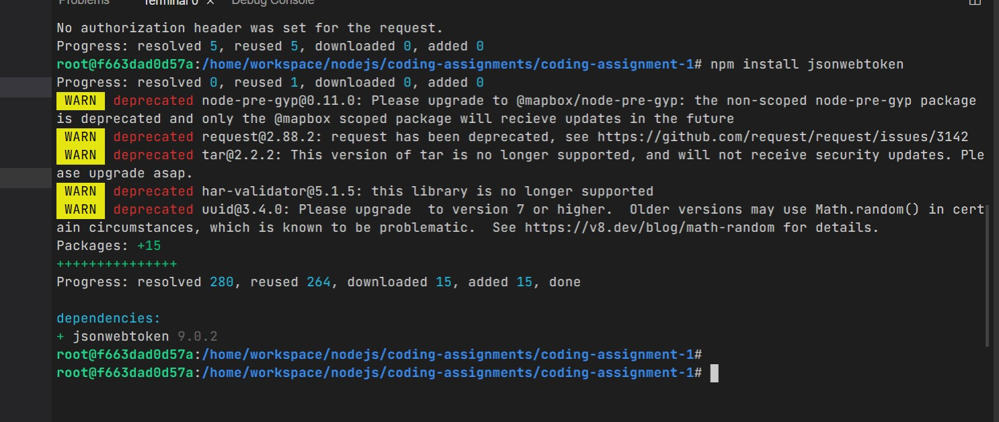 Problems Terminal 0 × Debug Console
No authorization header was set for the request.
Progress: resolved 5, reused 5, downloaded 0, added 0
root@f663dad0d57a:/home/workspace/nodejs/coding-assignments/coding-assignment-1# npm install jsonwebtoken
Progress: resolved 0, reused 1, downloaded 0, added 0
WARN deprecated node-pre-gyp@0.11.0: Please upgrade to @mapbox/node-pre-gyp: the non-scoped node-pre-gyp package
is deprecated and only the @mapbox scoped package will recieve updates in the future
WARN deprecated request@2.88.2: request has been deprecated, see https://github.com/request/request/issues/3142
WARN deprecated tar@2.2.2: This version of tar is no longer supported, and will not receive security updates. Ple
ase upgrade asap.
WARN deprecated har-validator@5.1.5: this library is no longer supported
WARN deprecated uuid@3.4.0: Please upgrade  to version 7 or higher.  Older versions may use Math.random() in cert
ain circumstances, which is known to be problematic.  See https://v8.dev/blog/math-random for details.
Packages: +15
+++++++++++++++
Progress: resolved 280, reused 264, downloaded 15, added 15, done
dependencies:
+ jsonwebtoken 9.0.2
root@f663dad0d57a:/home/workspace/nodejs/coding-assignments/coding-assignment-1#
root@f663dad0d57a:/home/workspace/nodejs/coding-assignments/coding-assignment-1#